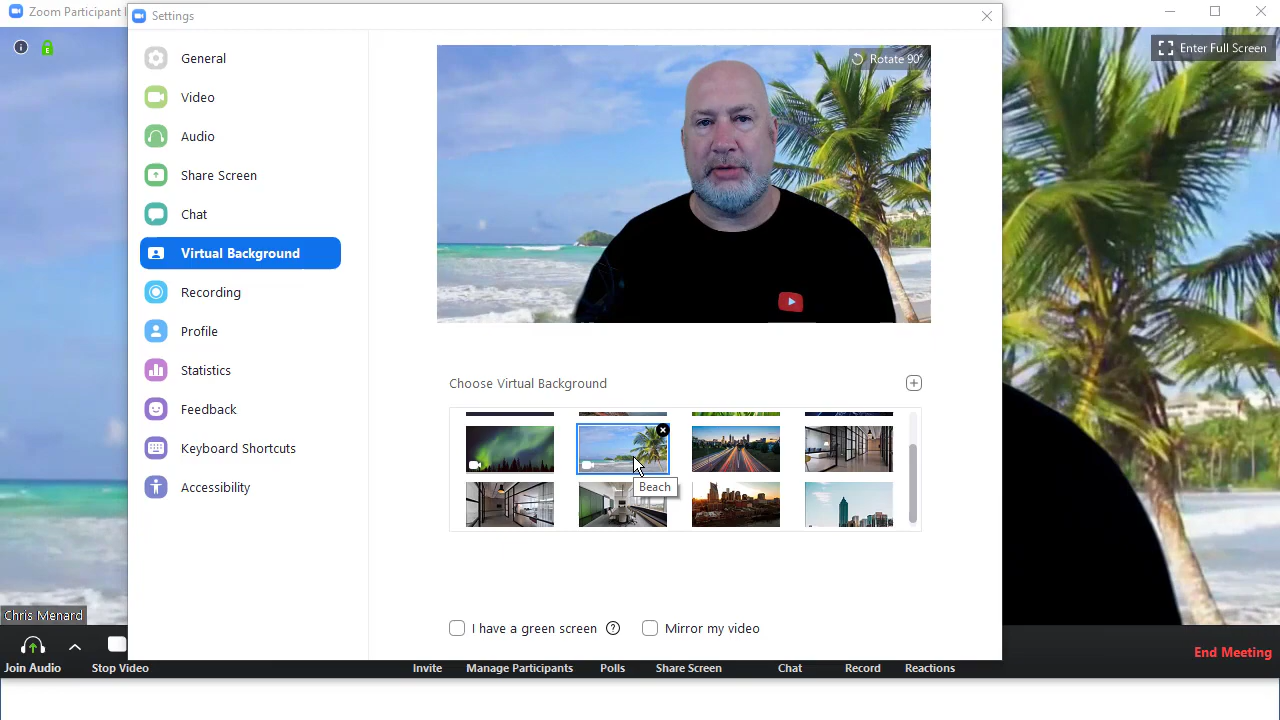 Zoom Participant
Settings
E
Enter Full Screen
General
Video
Audio
Share Screen
Chat
Virtual Background
Recording
Profile
Statistics
Feedback
Keyboard Shortcuts
Accessibility
Rotate 90°
Choose Virtual Background
Beach
I have a green screen
Mirror my video
Chris Menard
Join Audio
Stop Video
Invite
Manage Participants
Polls
Share Screen
Chat
Record
Reactions
End Meeting